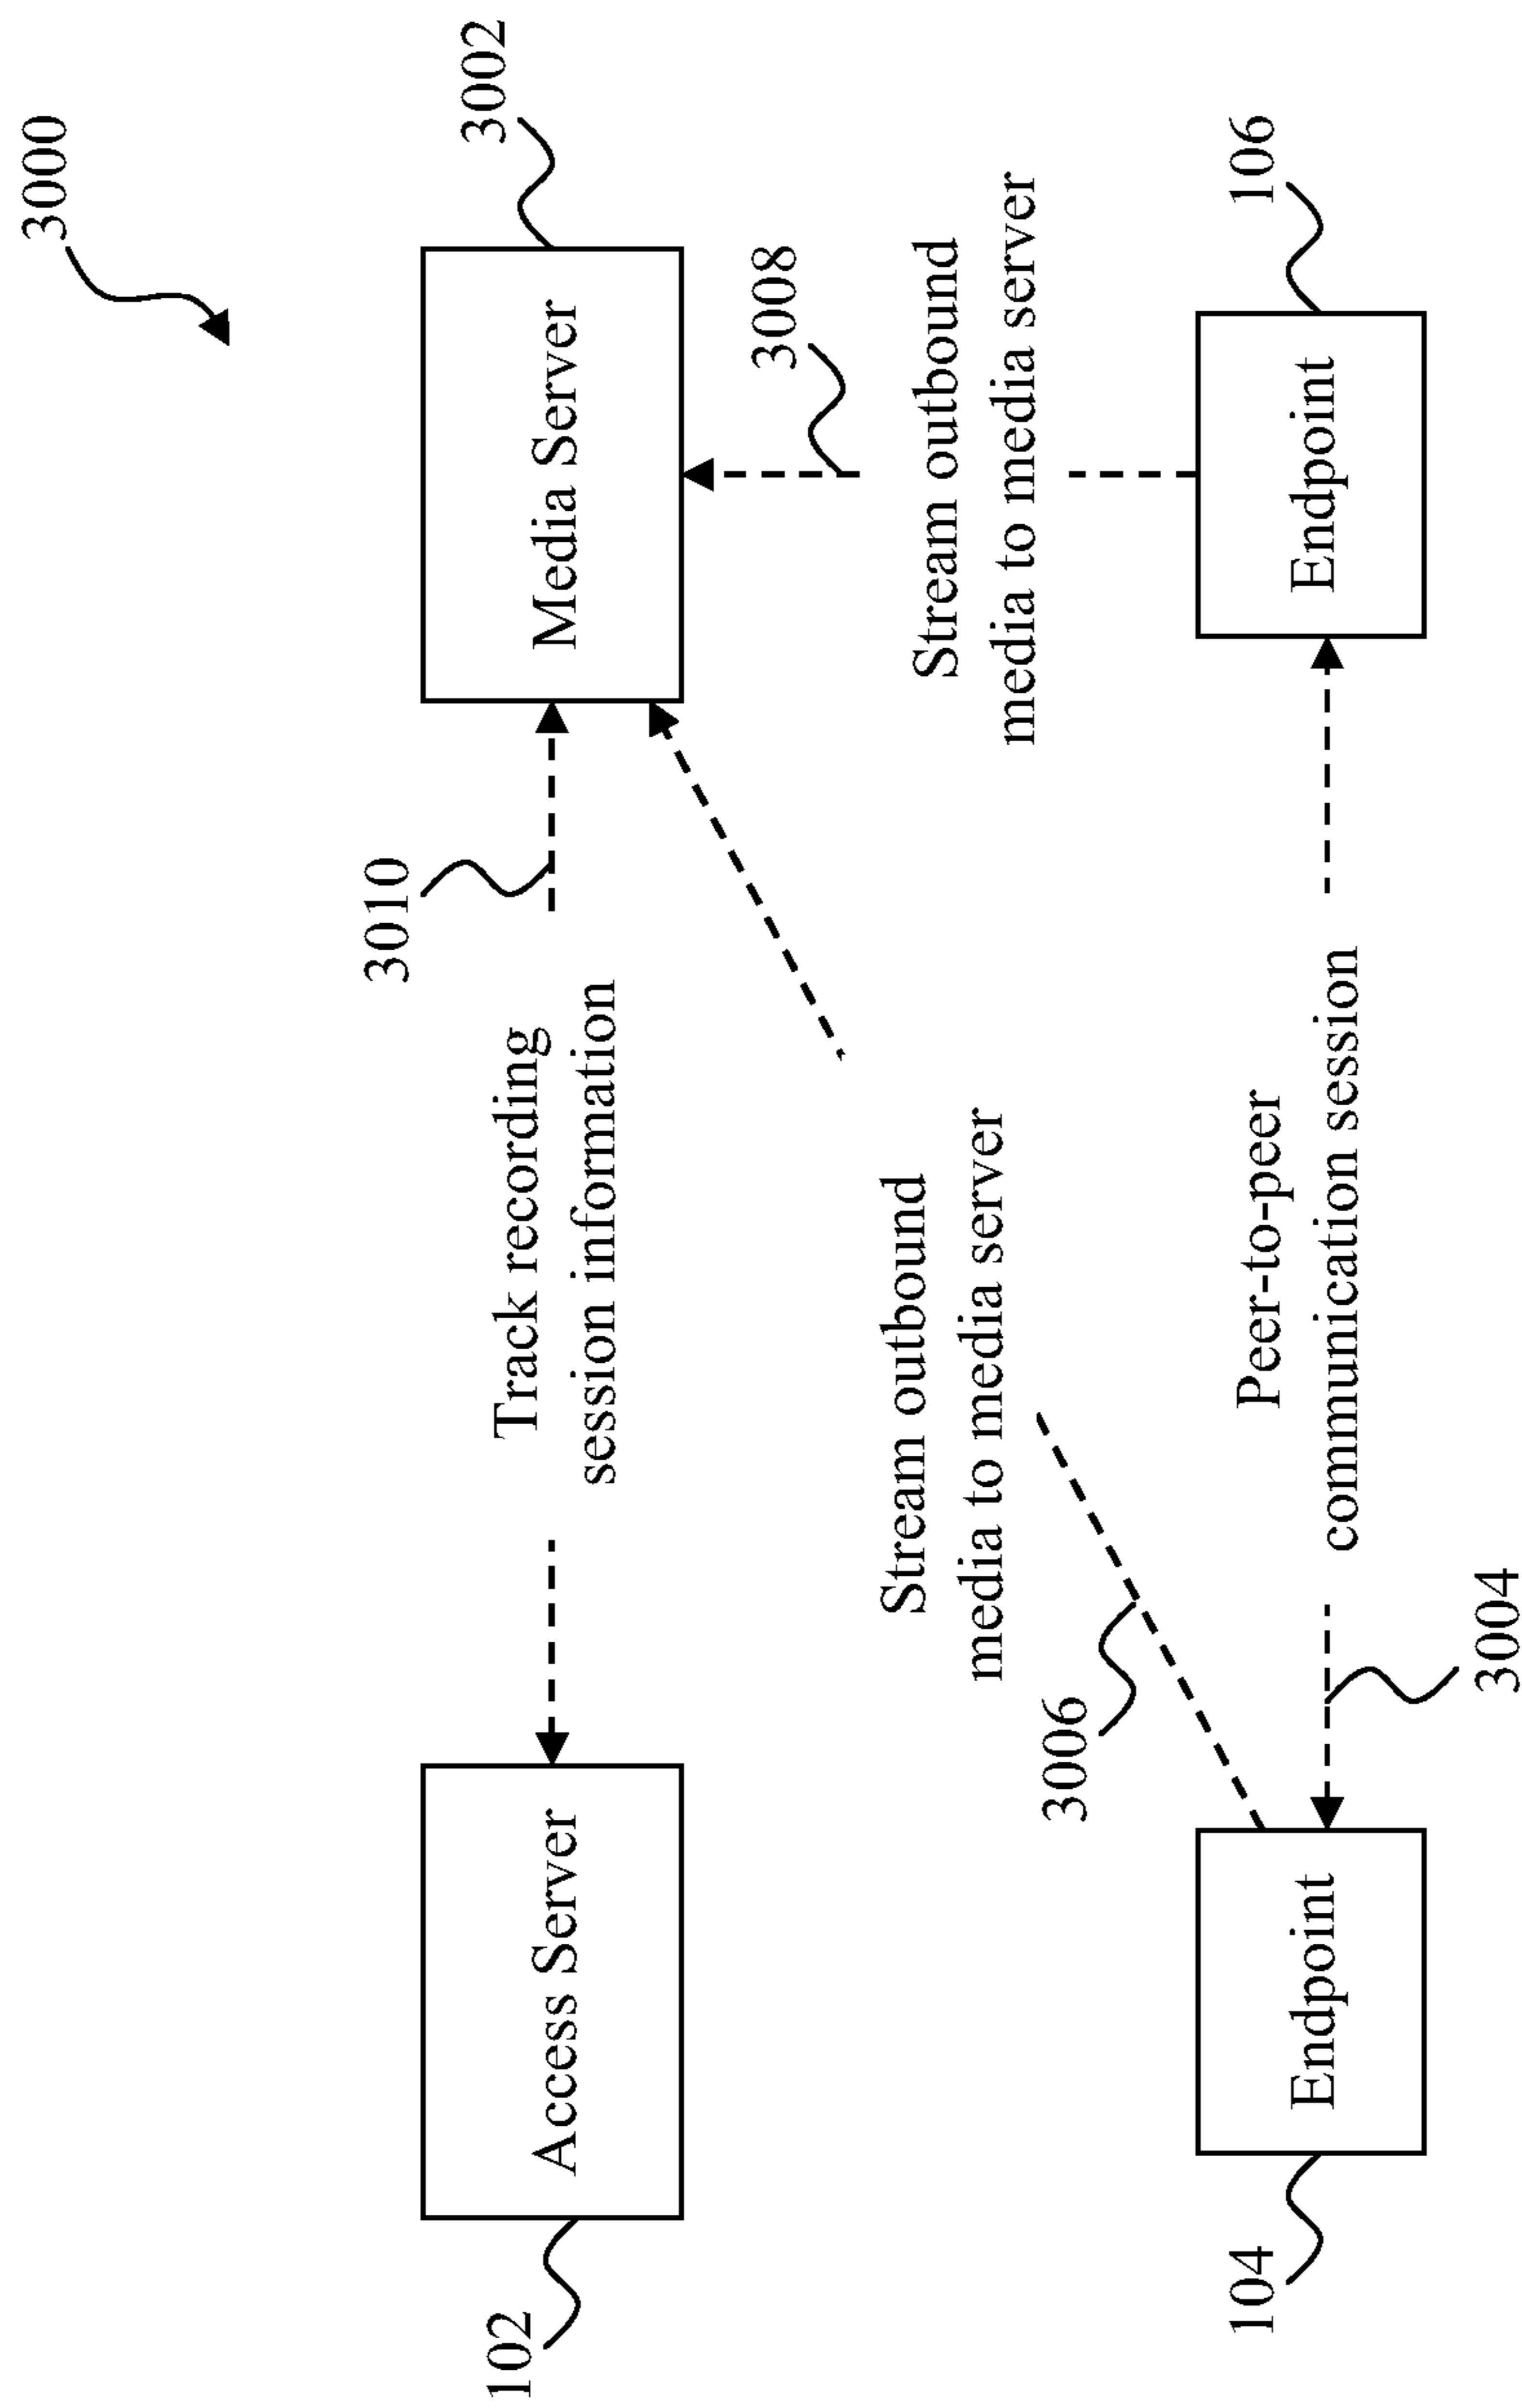 3000
102
Access Server
Track recording
session information
3010
Media Server
3002
Stream outbound
media to media server
3006
Stream outbound
media to media server
3008
104
Endpoint
Peer-to-peer
communication session
3004
Endpoint
106